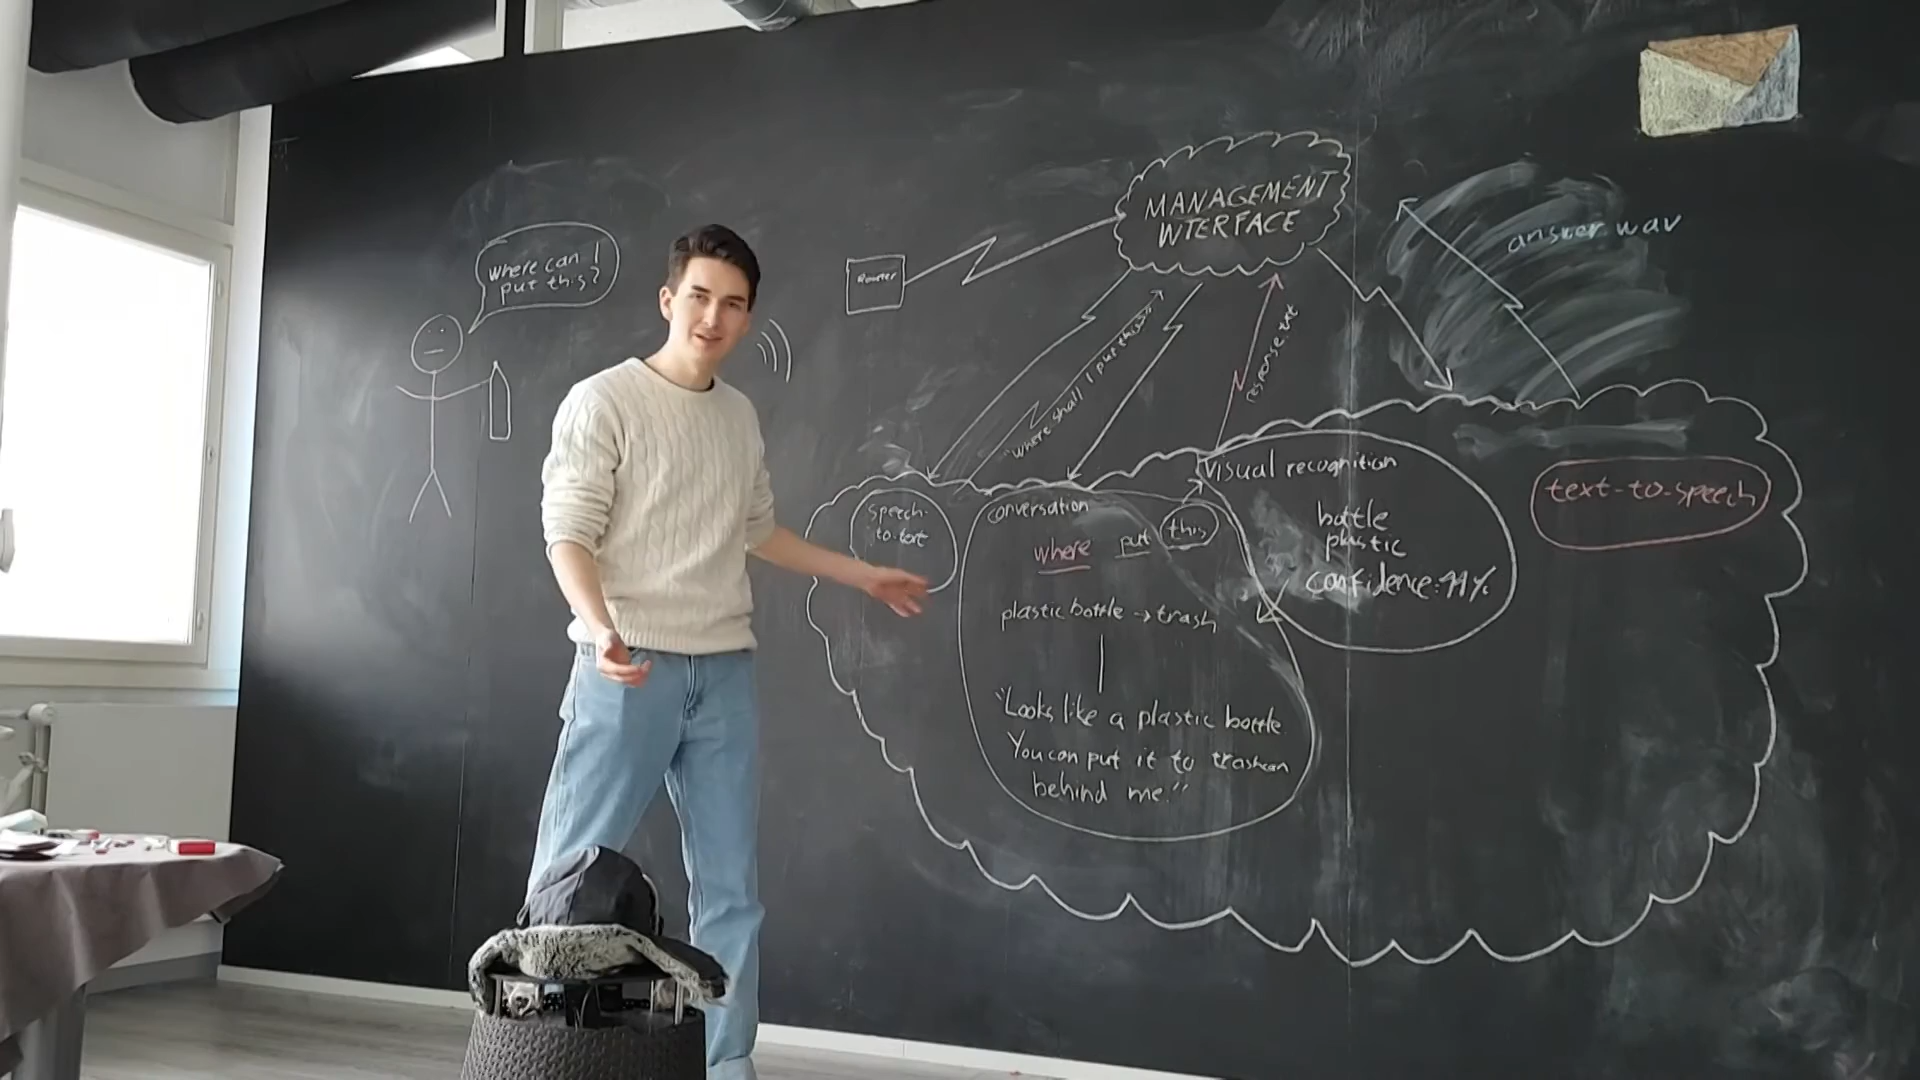 where can I
put this?
Router
MANAGEMENT
INTERFACE
answer.wav
"where shall I put this?"
response.txt
speech-
to-text
conversation
where put this
plastic bottle → trash
"Looks like a plastic bottle
You can put it to trashcan
behind me."
visual recognition
bottle
plastic
confidence: 99%
text-to-speech